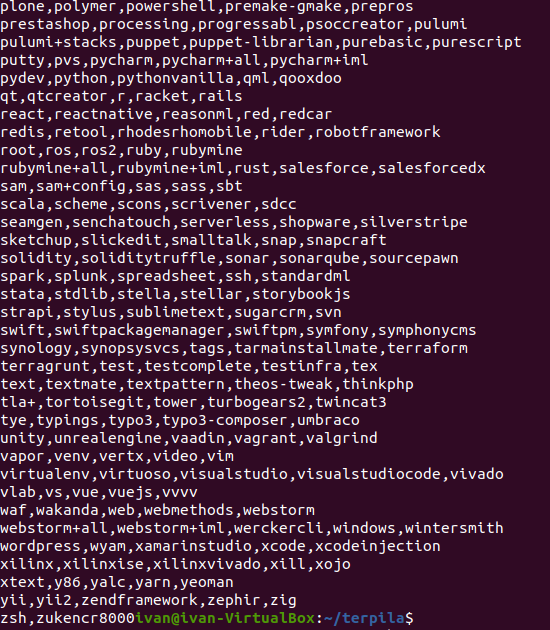 plone,polymer,powershell,premake-gmake,prepros
prestashop,processing,progressabl,psoccreator,pulumi
pulumi+stacks,puppet,puppet-librarian,purebasic,purescript
putty,pvs,pycharm,pycharm+all,pycharm+iml
pydev,python,pythonvanilla,qml,qooxdoo
qt,qtcreator,r,racket,rails
react,reactnative,reasonml,red,redcar
redis,retool,rhodesrhomobile,rider,robotframework
root,ros,ros2,ruby,rubymine
rubymine+all,rubymine+iml,rust,salesforce,salesforcedx
sam,sam+config,sas,sass,sbt
scala,scheme,scons,scrivener,sdcc
seamgen,senchatouch,serverless,shopware,silverstripe
sketchup,slickedit,smalltalk,snap,snapcraft
solidity,soliditytruffle,sonar,sonarqube,sourcepawn
spark,splunk,spreadsheet,ssh,standardml
stata,stdlib,stella,stellar,storybookjs
strapi,stylus,sublimetext,sugarcrm,svn
swift,swiftpackagemanager,swiftpm,symfony,symphonycms
synology,synopsysvcs,tags,tarmainstallmate,terraform
terragrunt,test,testcomplete,testinfra,tex
text,textmate,textpattern,theos-tweak,thinkphp
tla+,tortoisegit,tower,turbogears2,twincat3
tye,typings,typo3,typo3-composer,umbraco
unity,unrealengine,vaadin,vagrant,valgrind
vapor,venv,vertx,video,vim
virtualenv,virtuoso,visualstudio,visualstudiocode,vivado
vlab,vs,vue,vuejs,vvvv
waf,wakanda,web,webmethods,webstorm
webstorm+all,webstorm+iml,werckercli,windows,wintersmith
wordpress,wyam,xamarinstudio,xcode,xcodeinjection
xilinx,xilinxise,xilinxvivado,xill,xojo
xtext,y86,yalc,yarn,yeoman
yii,yii2,zendframework,zephir,zig
zsh,zukencr8000ivan@ivan-VirtualBox:~/terpila$